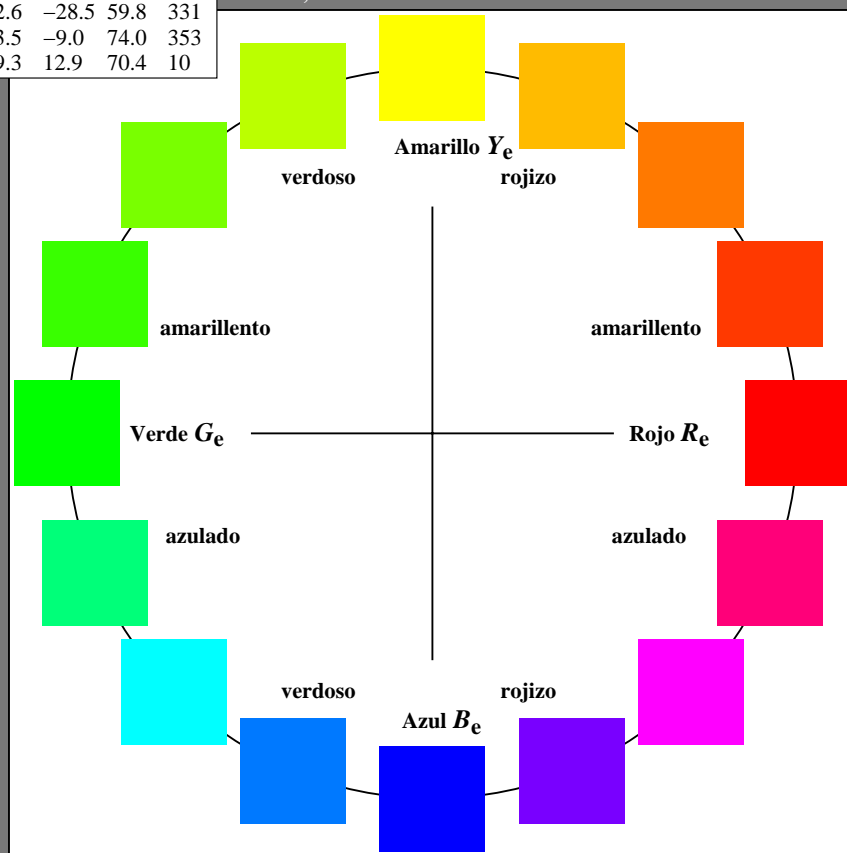 −28.5 59.8 331
−9.0 74.0 353
12.9 70.4 10
Amarillo Yₑ
verdoso rojizo
amarillento amarillento
Verde Gₑ Rojo Rₑ
azulado azulado
verdoso rojizo
Azul Bₑ